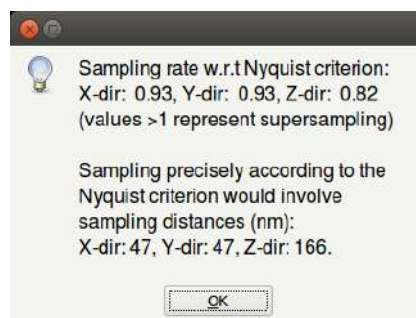 Sampling rate w.r.t Nyquist criterion:
X-dir: 0.93, Y-dir: 0.93, Z-dir: 0.82
(values >1 represent supersampling)
Sampling precisely according to the
Nyquist criterion would involve
sampling distances (nm):
X-dir: 47, Y-dir: 47, Z-dir: 166.
OK